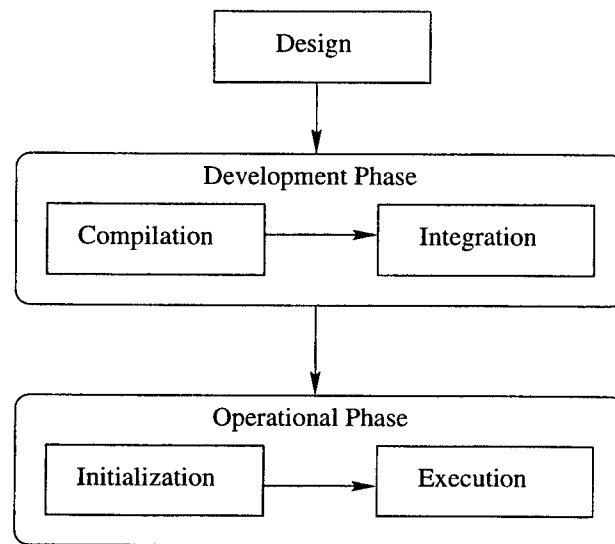 Design
Development Phase
Compilation
Integration
Operational Phase
Initialization
Execution